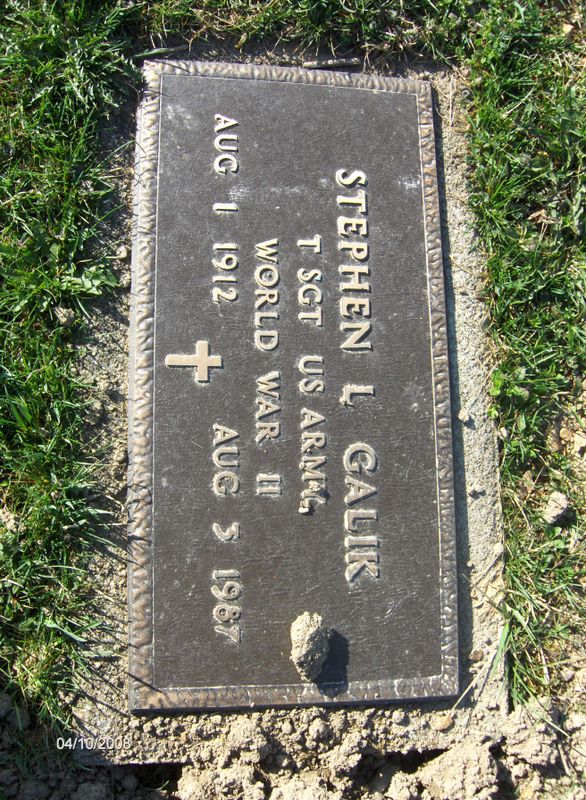 STEPHEN L GALIK
T SGT US ARMY
WORLD WAR II
AUG 1 1912 AUG 3 1987
04/10/2008